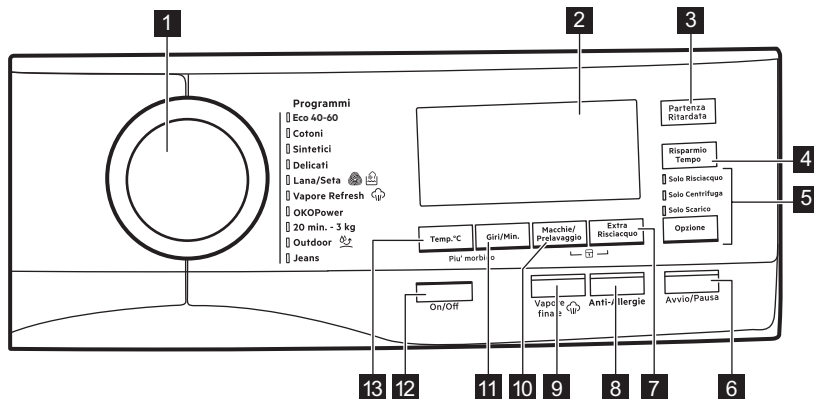 1
2
3
Programmi
Eco 40-60
Cotoni
Sintetici
Delicati
Lana/Seta
Vapore Refresh
OKOPower
20 min. - 3 kg
Outdoor
Jeans
Partenza
Ritardata
Risparmio
Tempo
4
Solo Risciacquo
Solo Centrifuga
Solo Scarico
5
Opzione
Temp.°C
Giri/Min.
Macchie/
Prelavaggio
Extra
Risciacquo
Piu' morbido
On/Off
Vapore
finale
Anti-Allergie
Avvio/Pausa
13
12
11
10
9
8
7
6